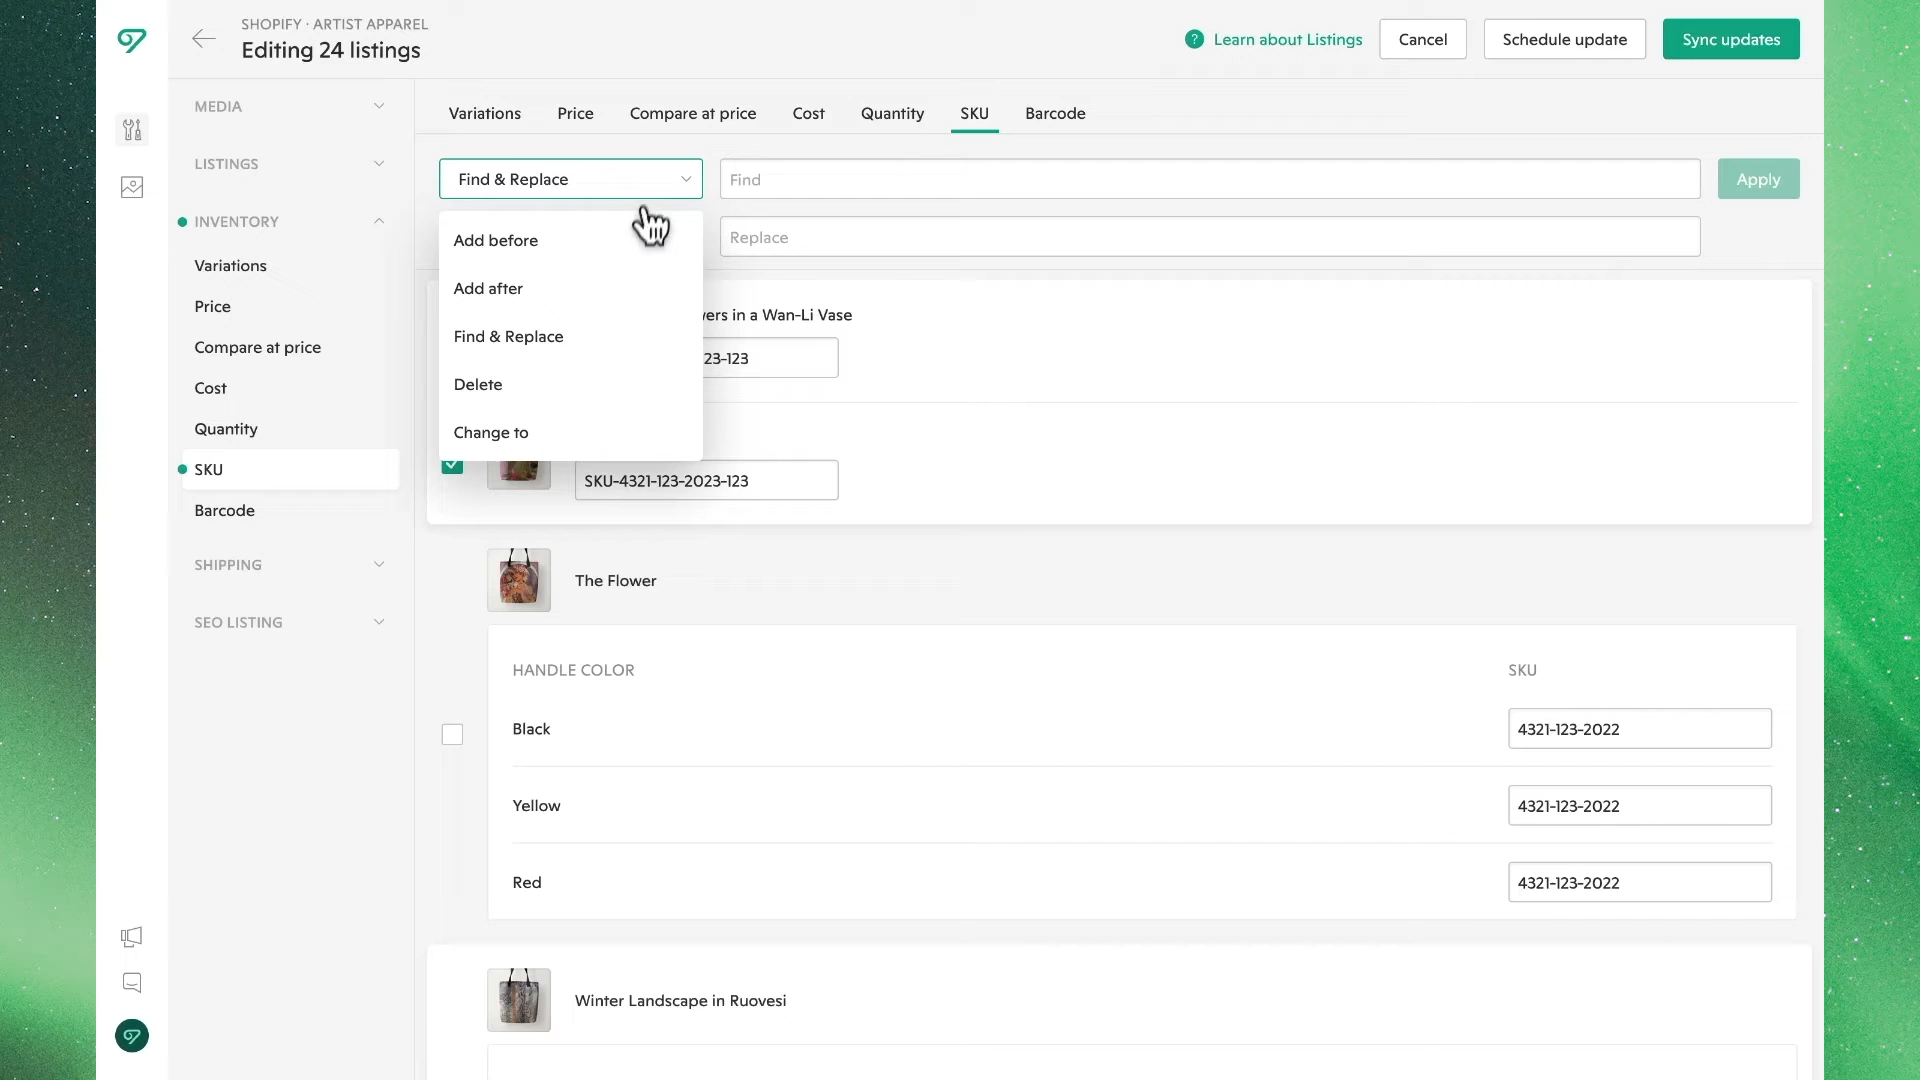 SHOPIFY · ARTIST APPAREL
Editing 24 listings
? Learn about Listings
Cancel
Schedule update
Sync updates
MEDIA
LISTINGS
INVENTORY
Variations
Price
Compare at price
Cost
Quantity
SKU
Barcode
SHIPPING
SEO LISTING
Variations Price Compare at price Cost Quantity SKU Barcode
Find & Replace
Find
Apply
Replace
Add before
Add after
Find & Replace
Delete
Change to
in a Wan-Li Vase
23-123
SKU-4321-123-2023-123
The Flower
HANDLE COLOR SKU
Black 4321-123-2022
Yellow 4321-123-2022
Red 4321-123-2022
Winter Landscape in Ruovesi